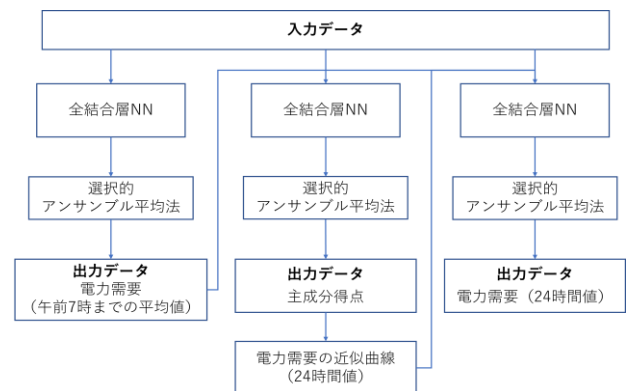 入力データ
全結合層NN
全結合層NN
全結合層NN
選択的
アンサンブル平均法
選択的
アンサンブル平均法
選択的
アンサンブル平均法
出力データ
電力需要
(午前7時までの平均値)
出力データ
主成分得点
出力データ
電力需要（24時間値）
電力需要の近似曲線
(24時間値)